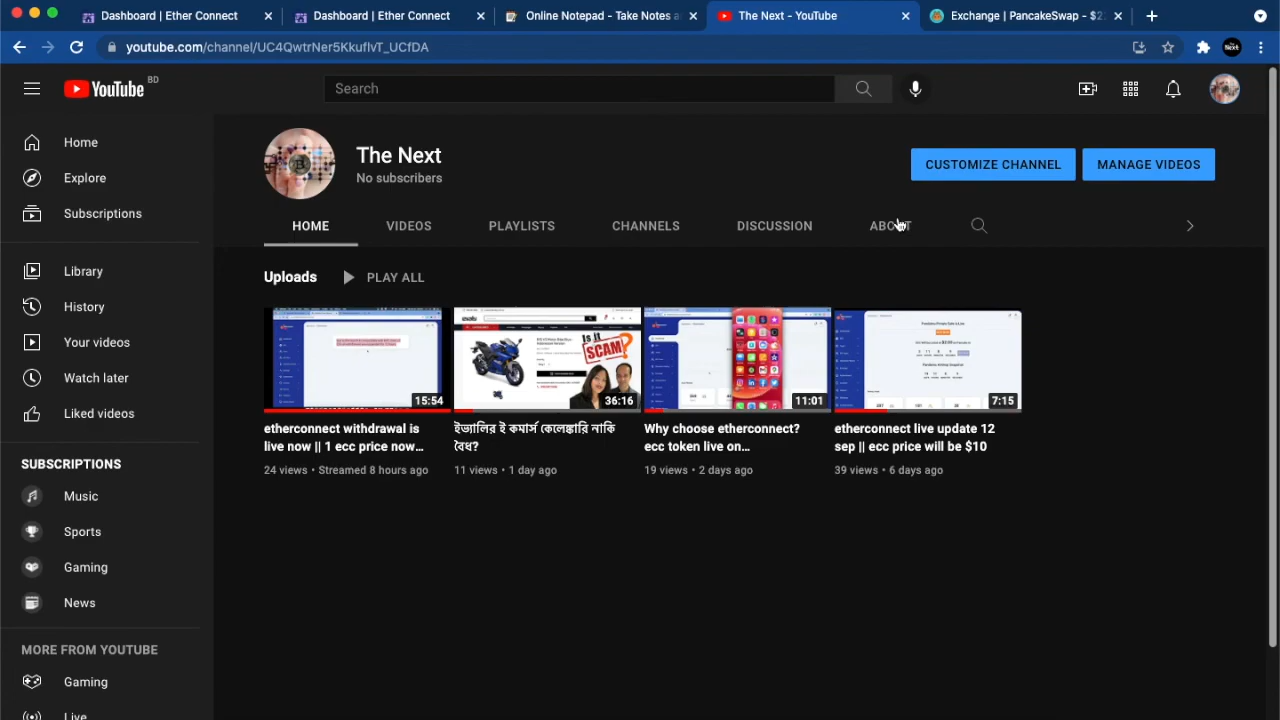 Dashboard | Ether Connect
Dashboard | Ether Connect
Online Notepad - Take Notes a
The Next - YouTube
Exchange | PancakeSwap - $2
youtube.com/channel/UC4QwtrNer5KkuflvT_UCfDA
YouTube BD
Search
Home
Explore
Subscriptions
Library
History
Your videos
Watch later
Liked videos
SUBSCRIPTIONS
Music
Sports
Gaming
News
MORE FROM YOUTUBE
Gaming
Live
The Next
No subscribers
CUSTOMIZE CHANNEL
MANAGE VIDEOS
HOME
VIDEOS
PLAYLISTS
CHANNELS
DISCUSSION
ABOUT
Uploads
PLAY ALL
15:54
etherconnect withdrawal is
live now || 1 ecc price now...
24 views • Streamed 8 hours ago
Is it
SCAM?
36:16
ইভ্যালির ই কমার্স কেলেঙ্কারি নাকি
বৈধ?
11 views • 1 day ago
11:01
Why choose etherconnect?
ecc token live on...
19 views • 2 days ago
7:15
etherconnect live update 12
sep || ecc price will be $10
39 views • 6 days ago